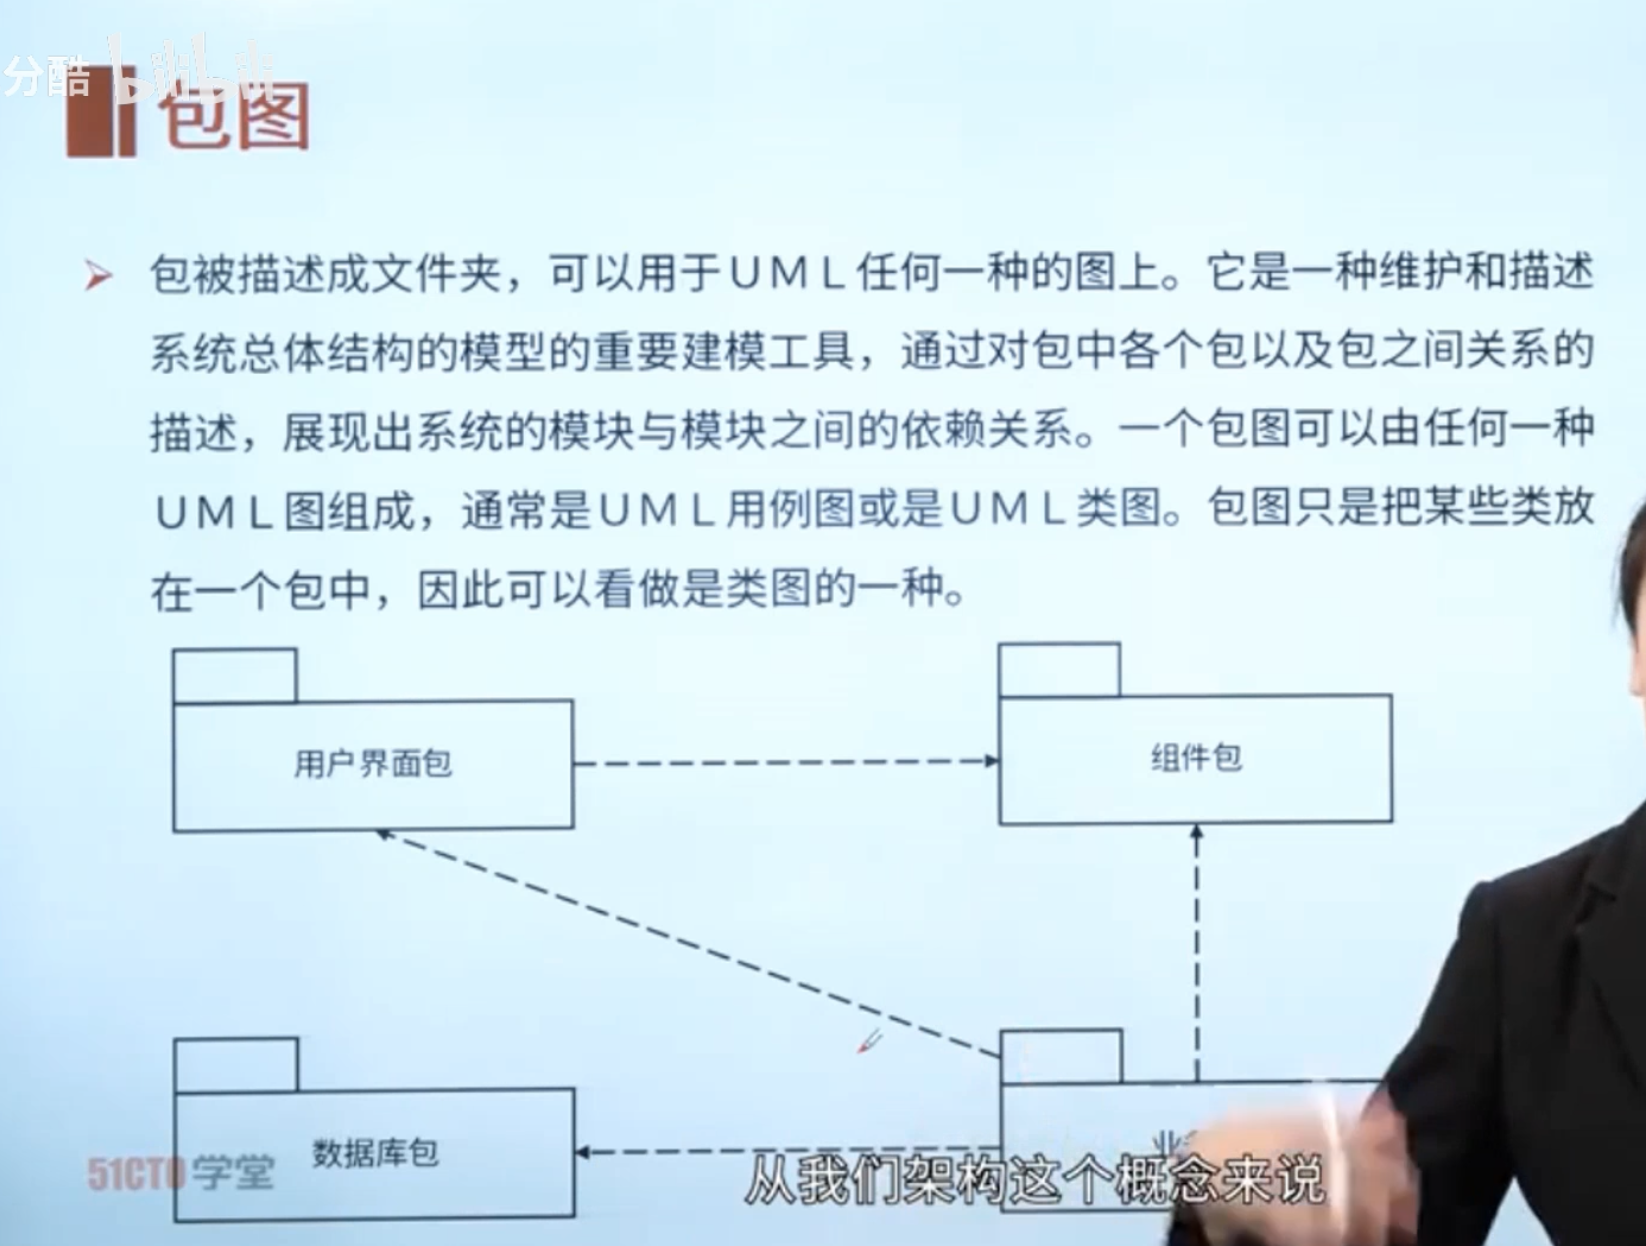 分酷 bilibili
包图
包被描述成文件夹，可以用于UML任何一种的图上。它是一种维护和描述
系统总体结构的模型的重要建模工具，通过对包中各个包以及包之间关系的
描述，展现出系统的模块与模块之间的依赖关系。一个包图可以由任何一种
UML图组成，通常是UML用例图或是UML类图。包图只是把某些类放
在一个包中，因此可以看做是类图的一种。
用户界面包
组件包
数据库包
业
51CTO学堂
从我们架构这个概念来说